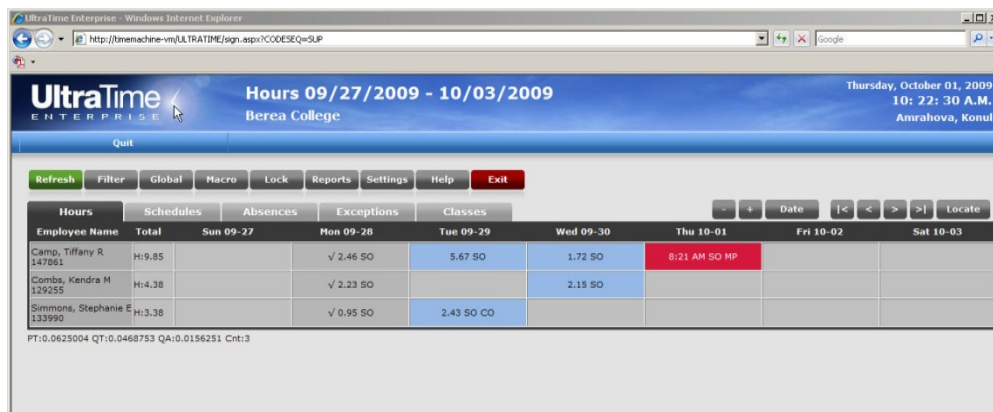 UltraTime Enterprise - Windows Internet Explorer
http://timemachine-vm/ULTRATIME/sign.aspx?CODESEQ=SUP
Google
UltraTime
ENTERPRISE
Hours 09/27/2009 - 10/03/2009
Berea College
Thursday, October 01, 2009
10: 22: 30 A.M.
Amrahova, Konul
Quit
Refresh Filter Global Macro Lock Reports Settings Help Exit
Hours Schedules Absences Exceptions Classes - + Date |< < > >| Locate
Employee Name Total Sun 09-27 Mon 09-28 Tue 09-29 Wed 09-30 Thu 10-01 Fri 10-02 Sat 10-03
Camp, Tiffany R
147861
H:9.85 √ 2.46 SO 5.67 SO 1.72 SO 8:21 AM SO MP
Combs, Kendra M
129255
H:4.38 √ 2.23 SO 2.15 SO
Simmons, Stephanie E
133990
H:3.38 √ 0.95 SO 2.43 SO CO
PT:0.0625004 QT:0.0468753 QA:0.0156251 Cnt:3